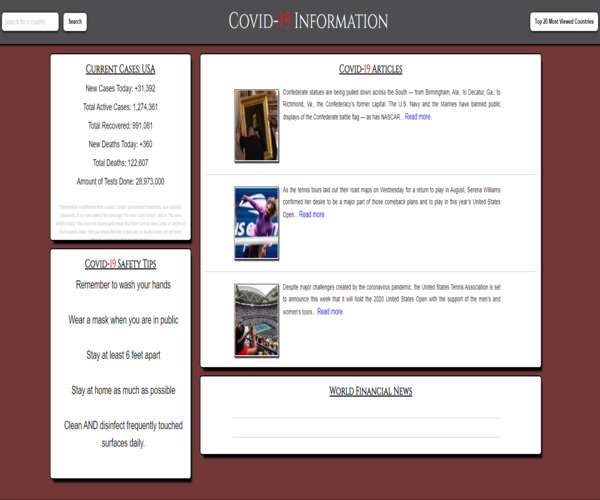 Search for a country
Search
COVID-19 INFORMATION
Top 20 Most Viewed Countries
CURRENT CASES: USA
New Cases Today: +31,392
Total Active Cases: 1,274,361
Total Recovered: 991,081
New Deaths Today: +360
Total Deaths: 122,607
Amount of Tests Done: 28,973,000
COVID-19 SAFETY TIPS
Remember to wash your hands
Wear a mask when you are in public
Stay at least 6 feet apart
Stay at home as much as possible
Clean AND disinfect frequently touched
surfaces daily.
COVID-19 ARTICLES
Confederate statues are being pulled down across the South — from Birmingham, Ala., to Decatur, Ga., to
Richmond, Va., the Confederacy's former capital. The U.S. Navy and the Marines have banned public
displays of the Confederate battle flag — as has NASCAR... Read more.
As the tennis tours laid out their road maps on Wednesday for a return to play in August, Serena Williams
confirmed her desire to be a major part of those comeback plans and to play in this year's United States
Open... Read more.
Despite major challenges created by the coronavirus pandemic, the United States Tennis Association is set
to announce this week that it will hold the 2020 United States Open with the support of the men's and
women's tours... Read more.
WORLD FINANCIAL NEWS